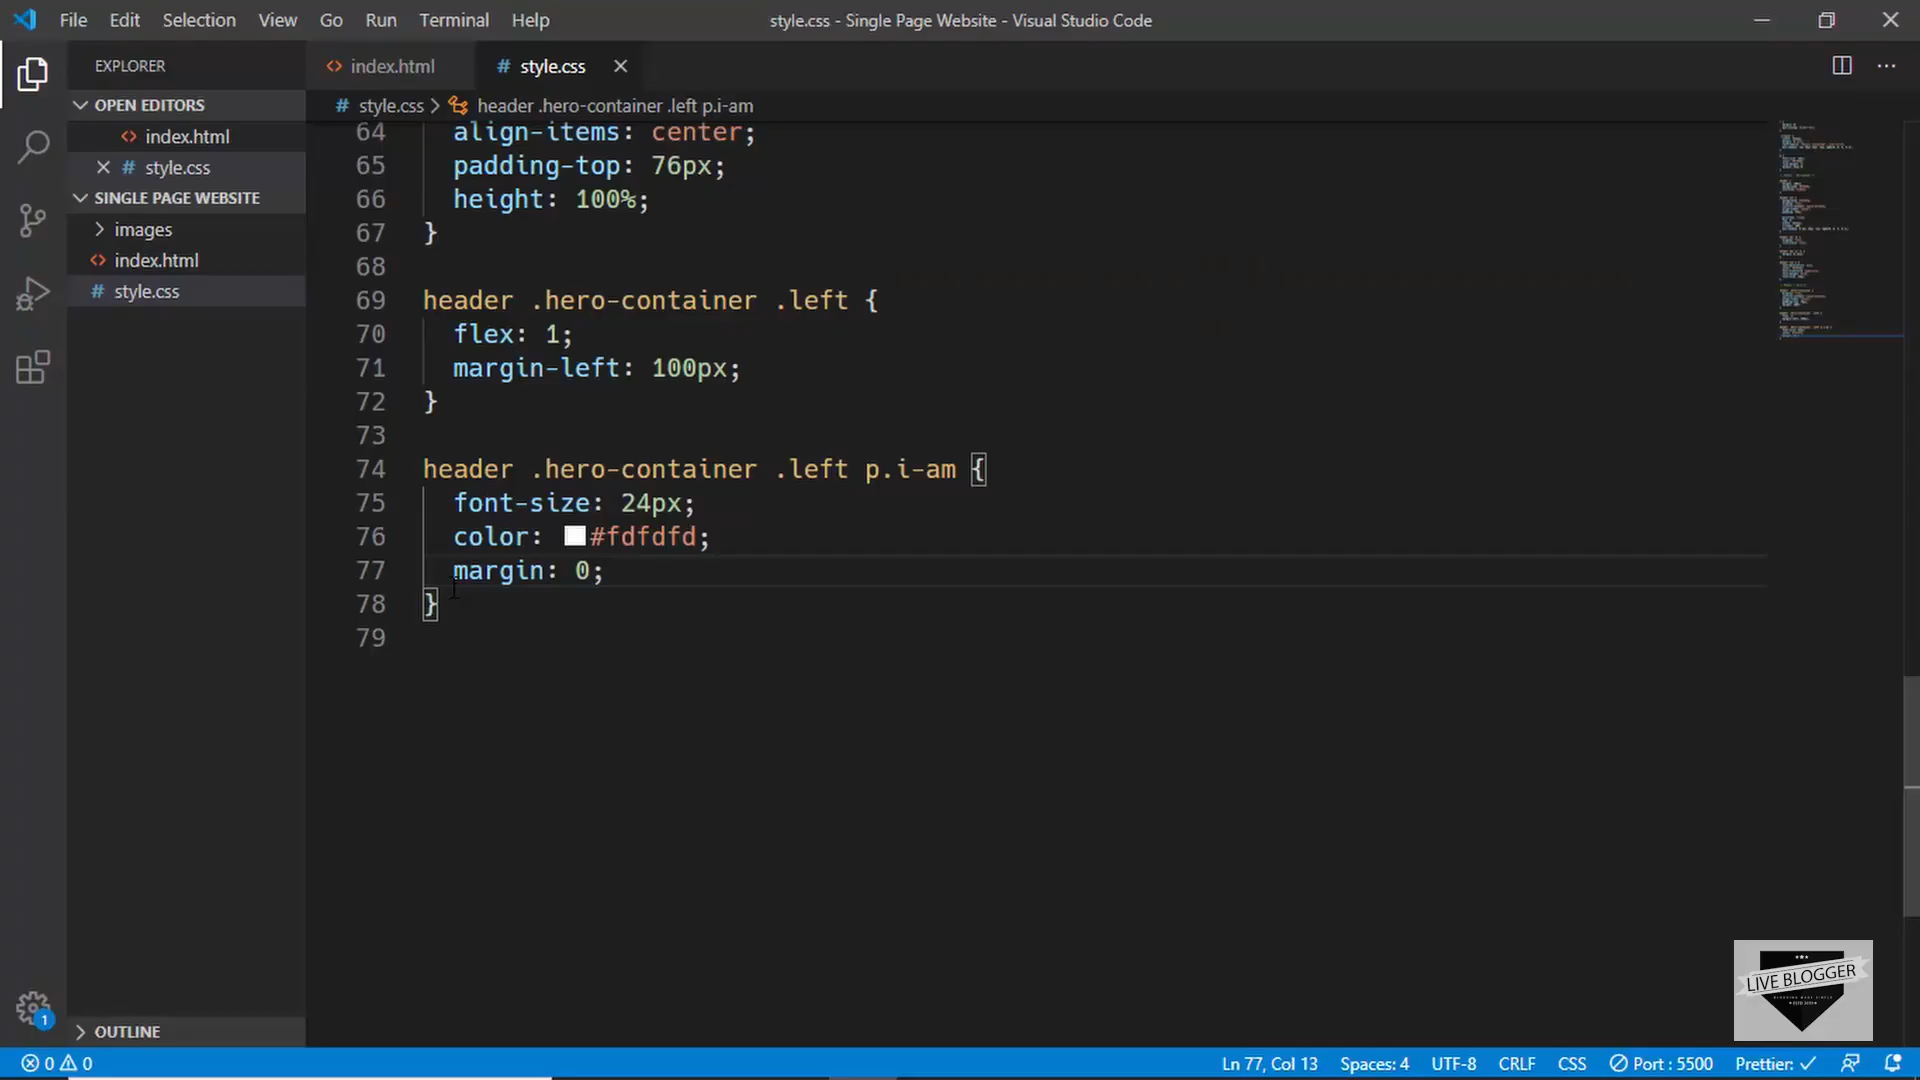 File Edit Selection View Go Run Terminal Help
style.css - Single Page Website - Visual Studio Code
EXPLORER
index.html
style.css
OPEN EDITORS
index.html
style.css
SINGLE PAGE WEBSITE
images
index.html
style.css
# style.css > header .hero-container .left p.i-am
64 align-items: center;
65 padding-top: 76px;
66 height: 100%;
67 }
68
69 header .hero-container .left {
70 flex: 1;
71 margin-left: 100px;
72 }
73
74 header .hero-container .left p.i-am {
75 font-size: 24px;
76 color: #fdfdfd;
77 margin: 0;
78 }
79
LIVE BLOGGER
1
OUTLINE
0 0
Ln 77, Col 13 Spaces: 4 UTF-8 CRLF CSS Port : 5500 Prettier: ✓